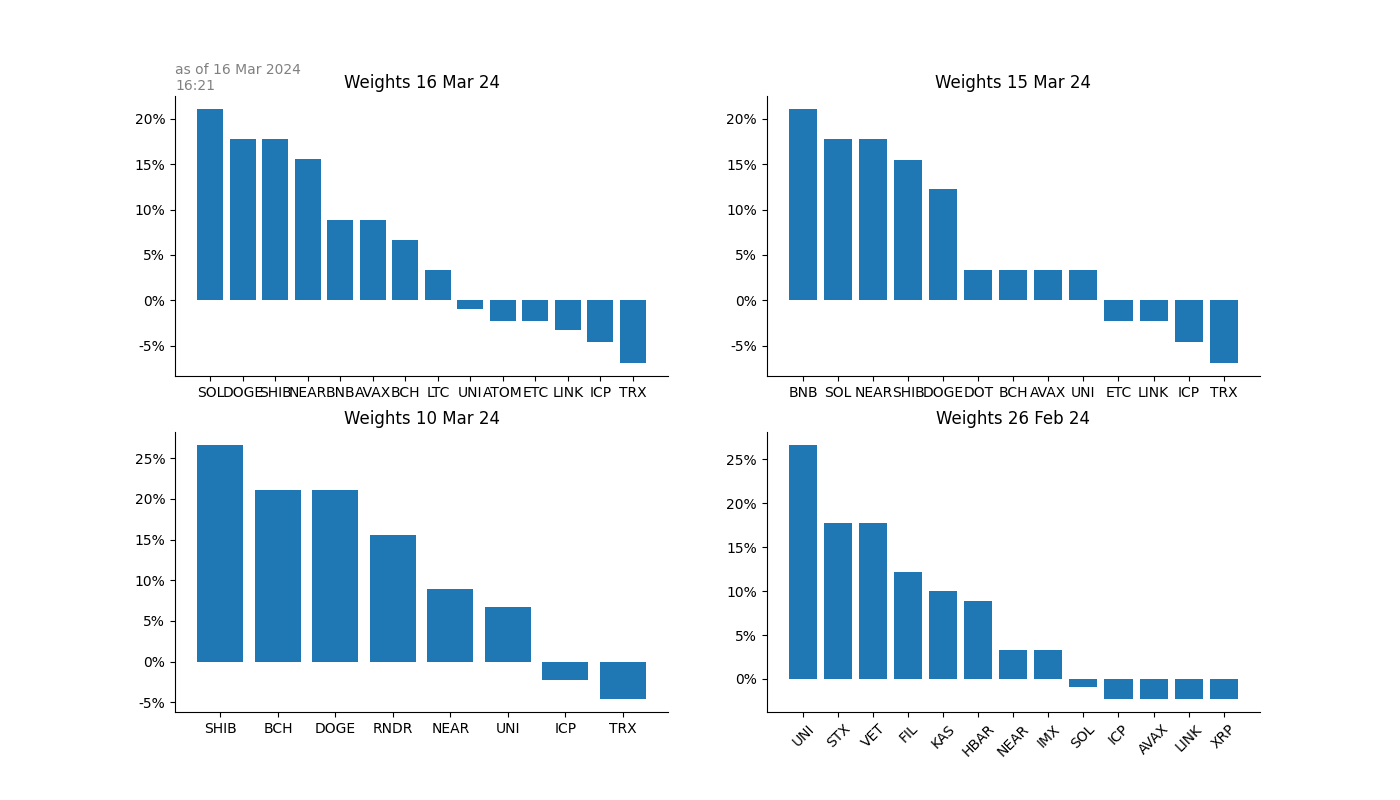 as of 16 Mar 2024
16:21
Weights 16 Mar 24
20%
15%
10%
5%
0%
-5%
SOL DOGE SHIB NEAR BNB AVAX BCH LTC UNI ATOM ETC LINK ICP TRX
Weights 15 Mar 24
20%
15%
10%
5%
0%
-5%
BNB SOL NEAR SHIB DOGE DOT BCH AVAX UNI ETC LINK ICP TRX
Weights 10 Mar 24
25%
20%
15%
10%
5%
0%
-5%
SHIB BCH DOGE RNDR NEAR UNI ICP TRX
Weights 26 Feb 24
25%
20%
15%
10%
5%
0%
UNI STX VET FIL KAS HBAR NEAR IMX SOL ICP AVAX LINK XRP